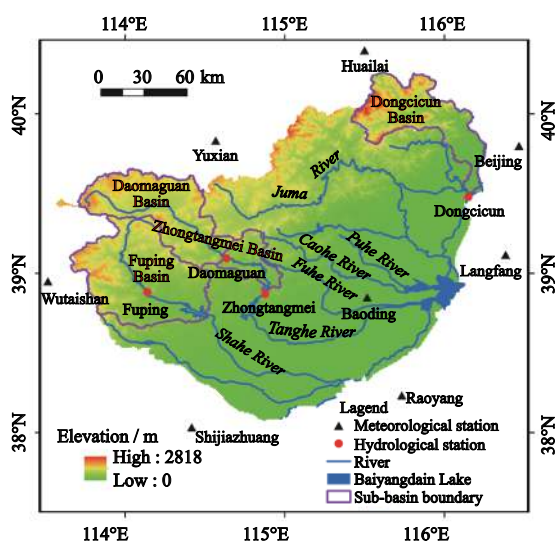 114°E 115°E 116°E
0 30 60 km
Huailai
Dongcicun
Basin
40°N
40°N
Yuxian
River
Beijing
Daomaguan
Basin
Juma
Dongcicun
Zhongtangmei Basin
Puhe River
Caohe River
39°N
Fuping
Basin
Daomaguan
Fuhe River
Langfang
39°N
Wutaishan
Fuping
Zhongtangmei
Baoding
Tanghe River
Shahe River
Raoyang
Legend
Meteorological station
38°N
Shijiazhuang
Hydrological station
38°N
Elevation / m
High : 2818
Low : 0
River
Baiyangdain Lake
Sub-basin boundary
114°E 115°E 116°E